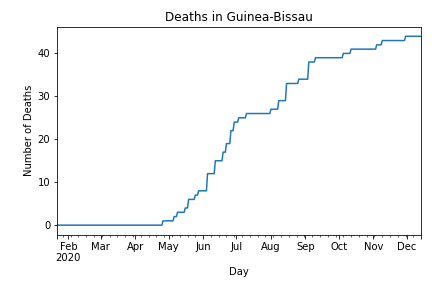 Deaths in Guinea-Bissau
40
30
20
10
0
Number of Deaths
Feb Mar Apr May Jun Jul Aug Sep Oct Nov Dec
2020
Day